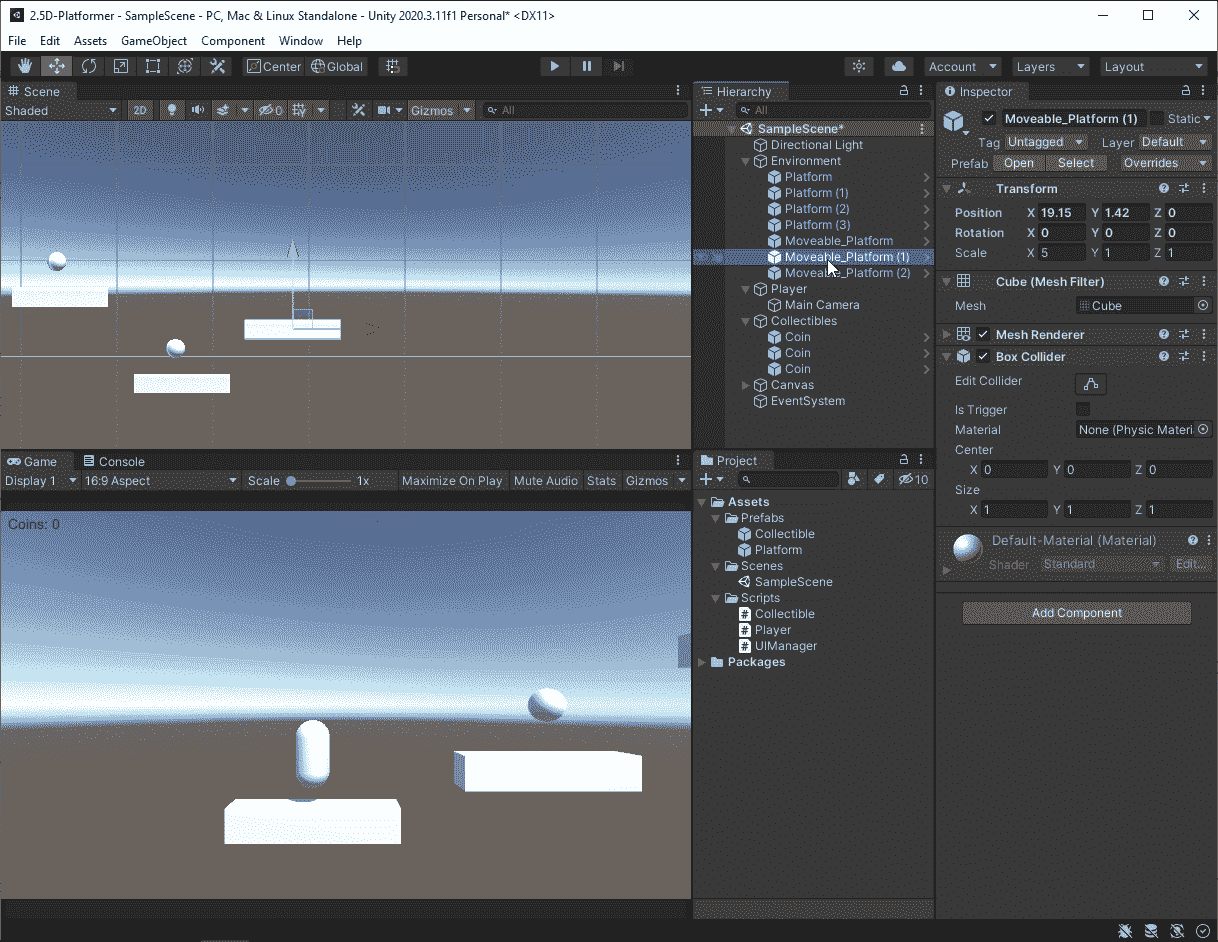 2.5D-Platformer - SampleScene - PC, Mac & Linux Standalone - Unity 2020.3.11f1 Personal* <DX11>
File Edit Assets GameObject Component Window Help
Center Global Account Layers Layout
Scene
Shaded 2D 0 Gizmos All
Hierarchy
All
SampleScene*
Directional Light
Environment
Platform
Platform (1)
Platform (2)
Platform (3)
Moveable_Platform
Moveable_Platform (1)
Moveable_Platform (2)
Player
Main Camera
Collectibles
Coin
Coin
Coin
Canvas
EventSystem
Inspector
Moveable_Platform (1) Static
Tag Untagged Layer Default
Prefab Open Select Overrides
Transform
Position X 19.15 Y 1.42 Z 0
Rotation X 0 Y 0 Z 0
Scale X 5 Y 1 Z 1
Cube (Mesh Filter)
Mesh Cube
Mesh Renderer
Box Collider
Edit Collider
Is Trigger
Material None (Physic Materi
Center
X 0 Y 0 Z 0
Size
X 1 Y 1 Z 1
Default-Material (Material)
Shader Standard Edit...
Add Component
Game Console
Display 1 16:9 Aspect Scale 1x Maximize On Play Mute Audio Stats Gizmos
Coins: 0
Project
10
Assets
Prefabs
Collectible
Platform
Scenes
SampleScene
Scripts
Collectible
Player
UIManager
Packages